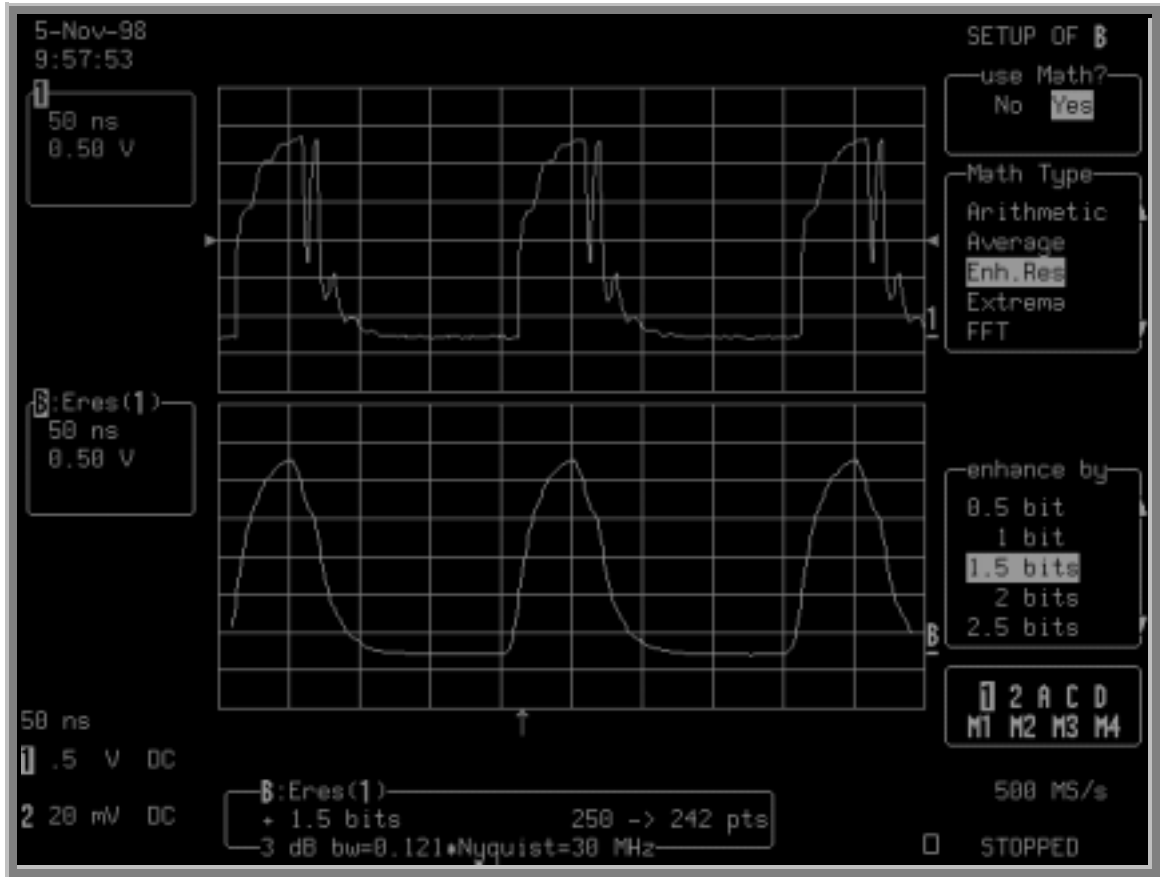 5-Nov-98
9:57:53
1
50 ns
0.50 V
B:Eres(1)
50 ns
0.50 V
1
B
50 ns
1 .5 V DC
2 20 mV DC
B:Eres(1)
+ 1.5 bits 250 -> 242 pts
3 dB bw=0.121*Nyquist=30 MHz
SETUP OF B
use Math?
No Yes
Math Type
Arithmetic
Average
Enh.Res
Extrema
FFT
enhance by
0.5 bit
1 bit
1.5 bits
2 bits
2.5 bits
1 2 A C D
M1 M2 M3 M4
500 MS/s
STOPPED